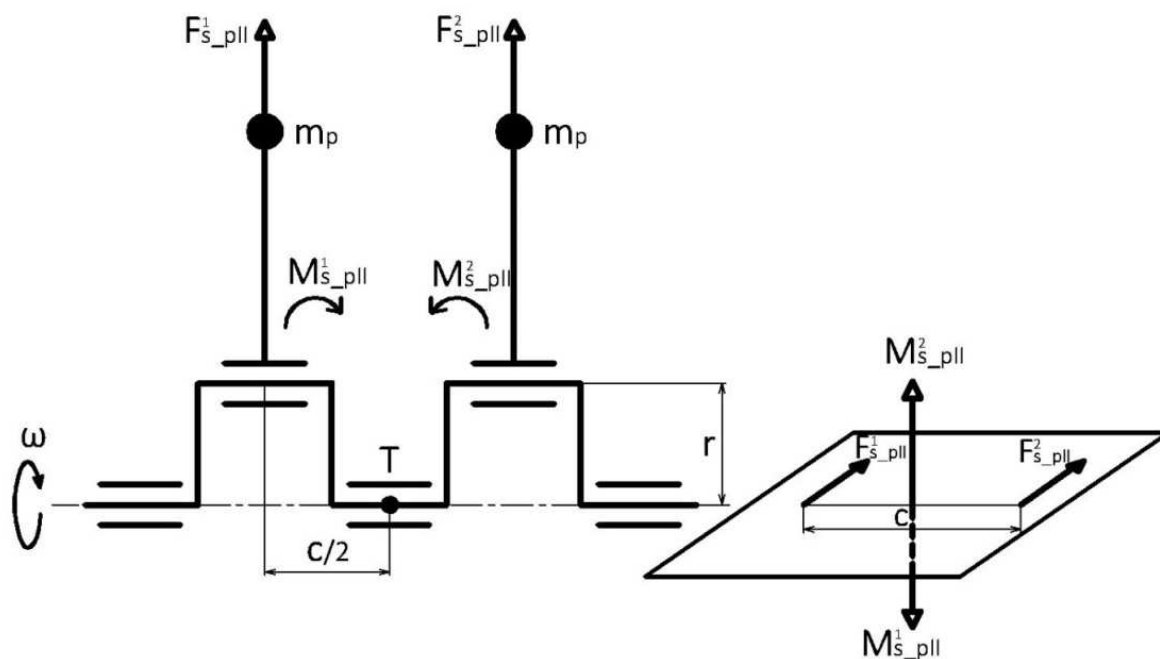 F¹s_pII
F²s_pII
mp
mp
M¹s_pII
M²s_pII
M²s_pII
ω
T
r
F¹s_pII
F²s_pII
c
c/2
M¹s_pII